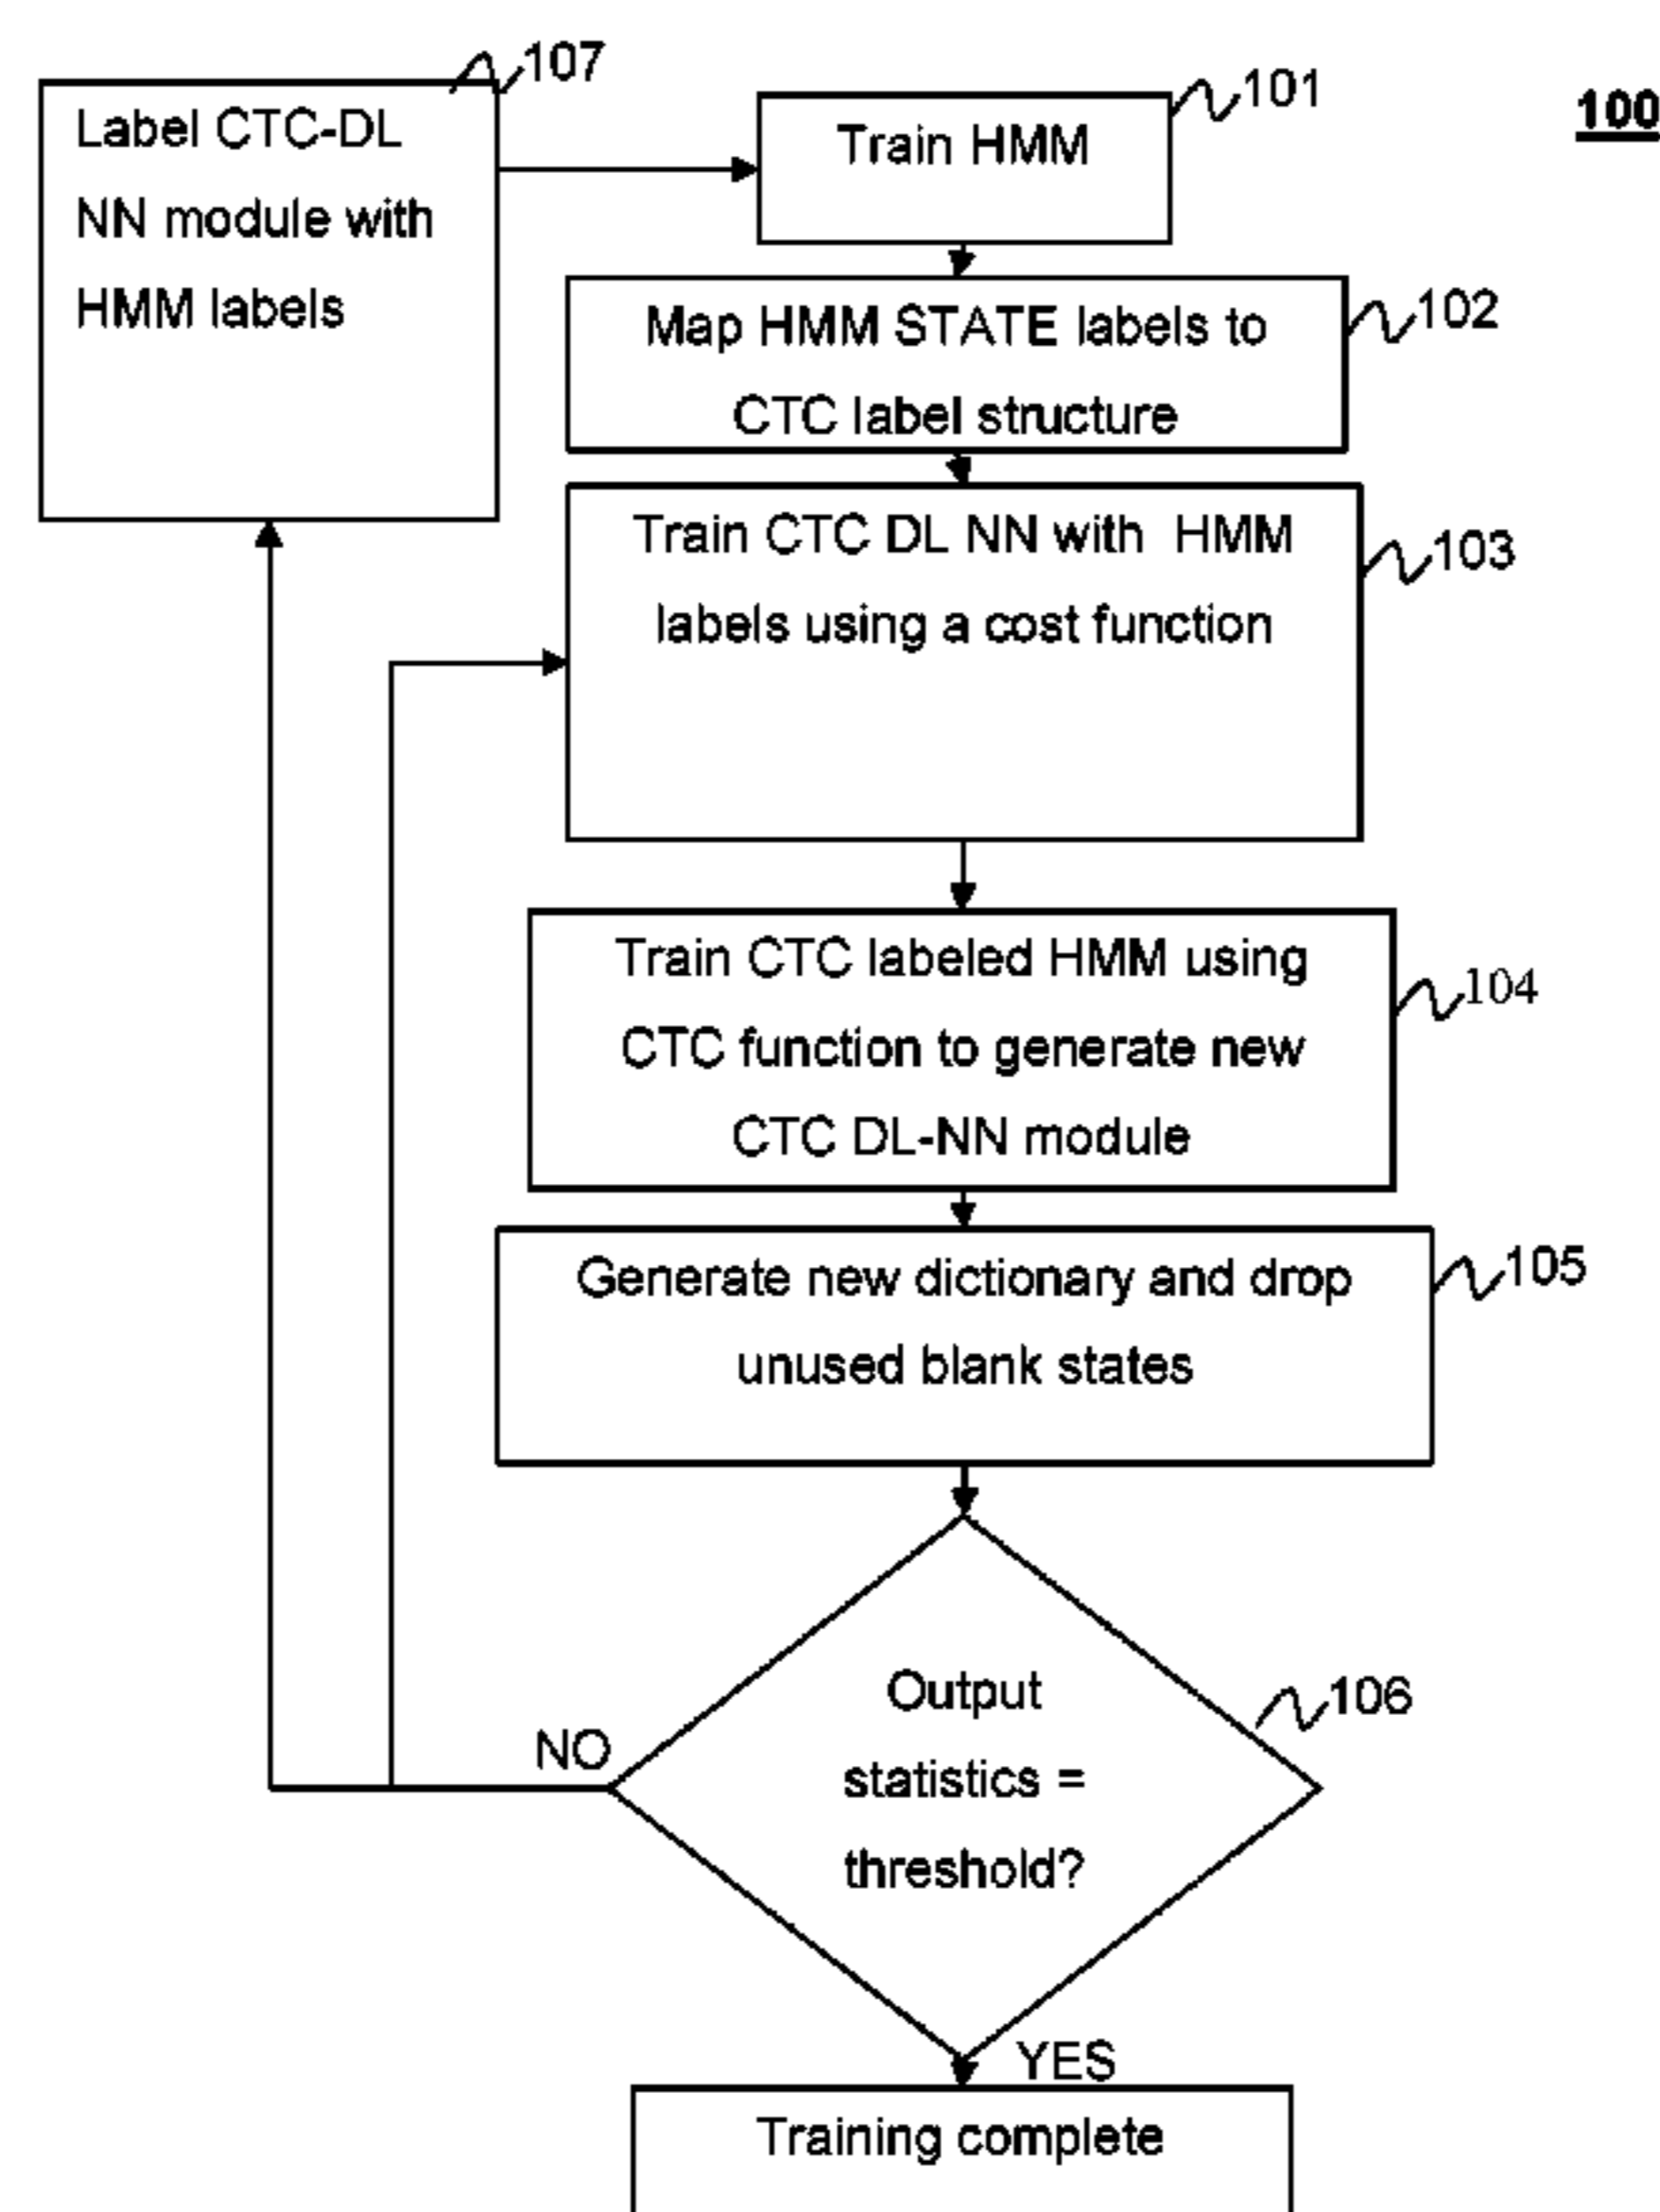 107
Label CTC-DL
NN module with
HMM labels
101
Train HMM
100
Map HMM STATE labels to
CTC label structure
102
Train CTC DL NN with HMM
labels using a cost function
103
Train CTC labeled HMM using
CTC function to generate new
CTC DL-NN module
104
Generate new dictionary and drop
unused blank states
105
Output
statistics =
threshold?
106
NO
YES
Training complete